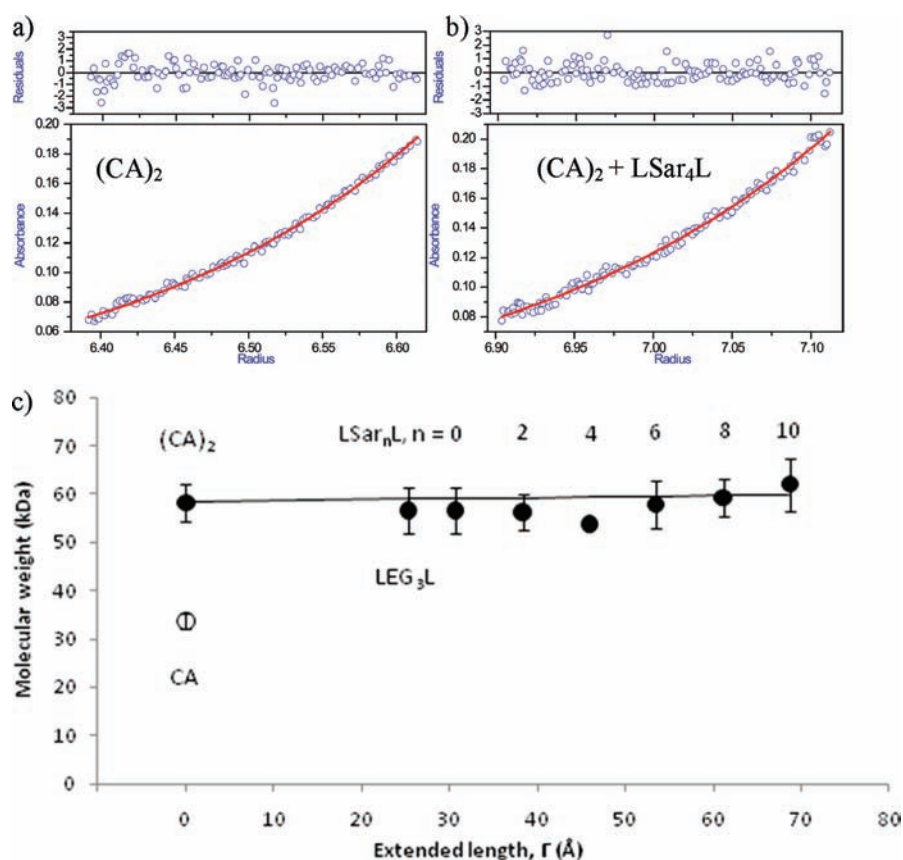 a)
3
2
1
0
-1
-2
-3
Residuals
0.20
0.18
0.16
0.14
0.12
0.10
0.08
0.06
Absorbance
(CA)2
6.40 6.45 6.50 6.55 6.60
Radius
b)
3
2
1
0
-1
-2
-3
Residuals
0.20
0.18
0.16
0.14
0.12
0.10
0.08
Absorbance
(CA)2 + LSar4L
6.90 6.95 7.00 7.05 7.10
Radius
c)
80
70
60
50
40
30
20
10
0
Molecular weight (kDa)
(CA)2
LSarnL, n = 0 2 4 6 8 10
LEG3L
CA
0 10 20 30 40 50 60 70 80
Extended length, Γ (Å)